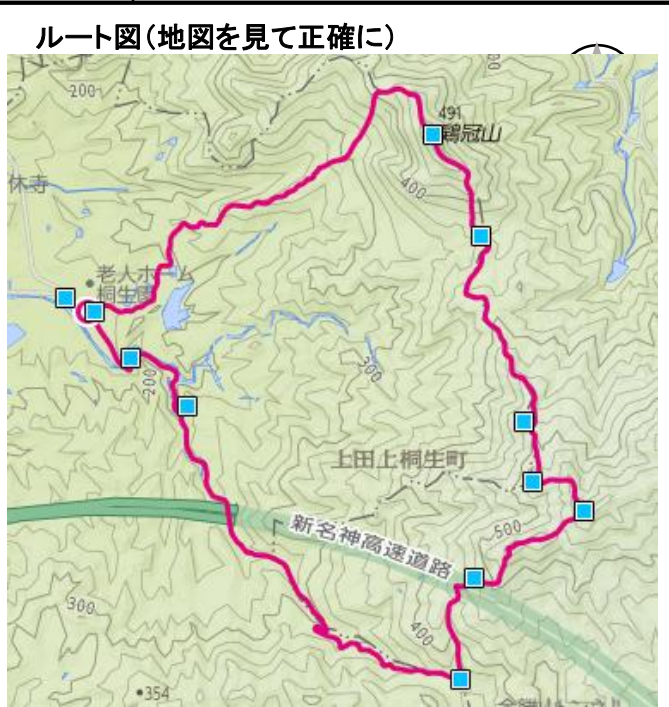 ルート図(地図を見て正確に)
200
00
491
鶏冠山
400
休寺
老人ホーム
桐生園
200
300
上田上桐生町
新名神高速道路
500
300
400
•354